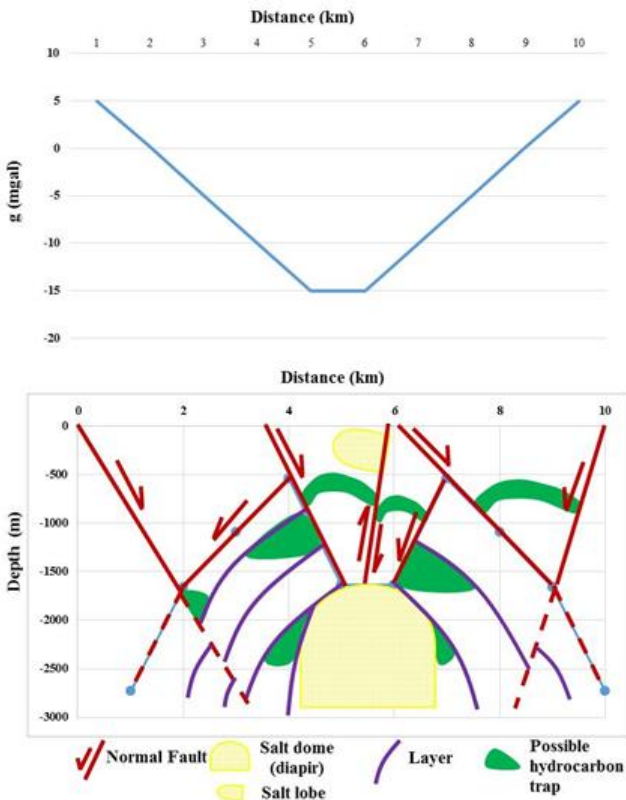 Distance (km)
10
1 2 3 4 5 6 7 8 9 10
5
0
-5
-10
-15
-20
g (mgal)
Distance (km)
0 2 4 6 8 10
0
-500
-1000
-1500
-2000
-2500
-3000
Depth (m)
Normal Fault
Salt dome
(diapir)
Salt lobe
Layer
Possible
hydrocarbon
trap